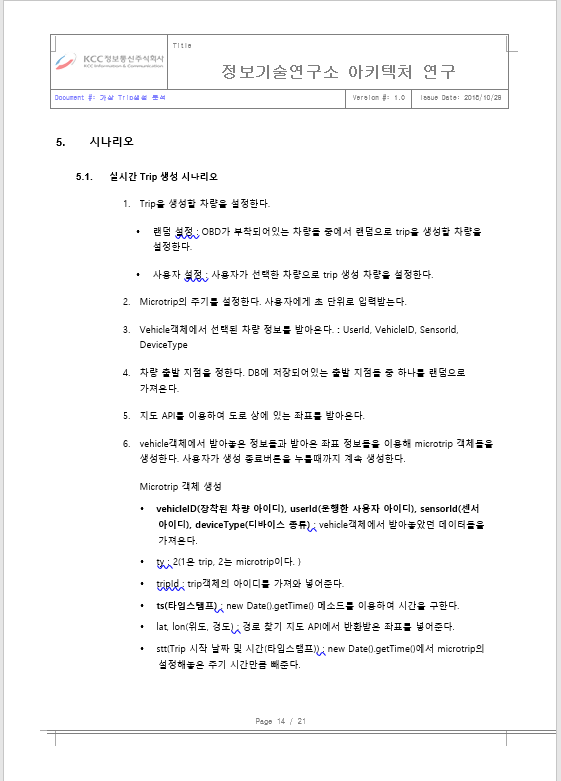 KCC정보통신주식회사
KCC Information & Communication
Title
정보기술연구소 아키텍처 연구
Document #: 가상 Trip생성 분석
Version #: 1.0
Issue Date: 2018/10/29
5. 시나리오
5.1. 실시간 Trip 생성 시나리오
1. Trip을 생성할 차량을 설정한다.
• 랜덤 설정 : OBD가 부착되어있는 차량들 중에서 랜덤으로 trip을 생성할 차량을
설정한다.
• 사용자 설정 : 사용자가 선택한 차량으로 trip 생성 차량을 설정한다.
2. Microtrip의 주기를 설정한다. 사용자에게 초 단위로 입력받는다.
3. Vehicle객체에서 선택된 차량 정보를 받아온다. : UserId, VehicleID, SensorId,
DeviceType
4. 차량 출발 지점을 정한다. DB에 저장되어있는 출발 지점들 중 하나를 랜덤으로
가져온다.
5. 지도 API를 이용하여 도로 상에 있는 좌표를 받아온다.
6. vehicle객체에서 받아놓은 정보들과 받아온 좌표 정보들을 이용해 microtrip 객체들을
생성한다. 사용자가 생성 종료버튼을 누를때까지 계속 생성한다.
Microtrip 객체 생성
• vehicleID(장착된 차량 아이디), userId(운행한 사용자 아이디), sensorId(센서
아이디), deviceType(디바이스 종류) : vehicle객체에서 받아놓았던 데이터들을
가져온다.
• ty : 2(1은 trip, 2는 microtrip이다. )
• tripId : trip객체의 아이디를 가져와 넣어준다.
• ts(타임스탬프) : new Date().getTime() 메소드를 이용하여 시간을 구한다.
• lat, lon(위도, 경도) : 경로 찾기 지도 API에서 반환받은 좌표를 넣어준다.
• stt(Trip 시작 날짜 및 시간(타임스탬프)) : new Date().getTime()에서 microtrip의
설정해놓은 주기 시간만큼 빼준다.
Page 14 / 21